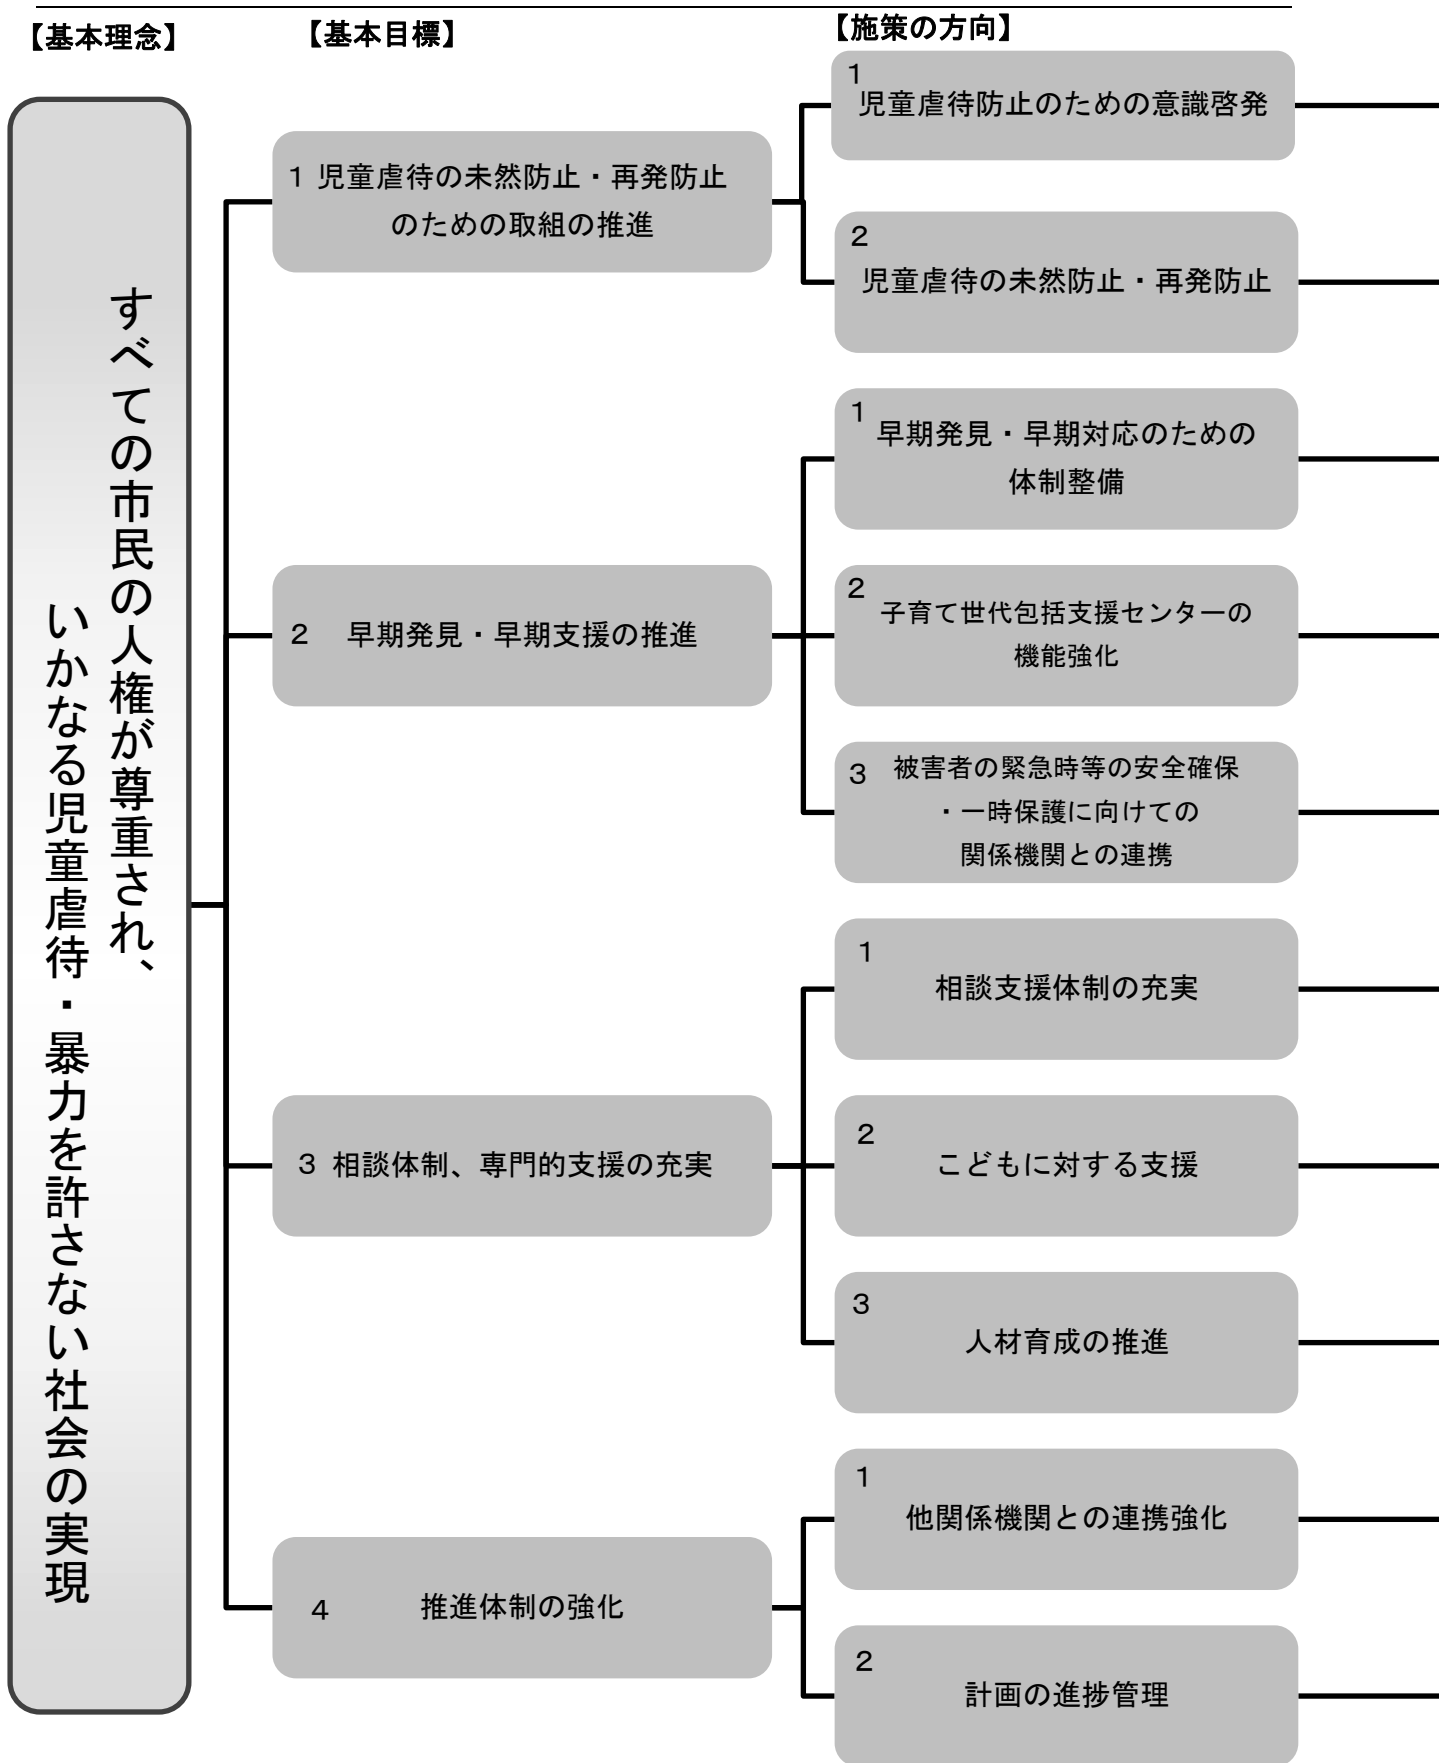 【基本理念】
【基本目標】
【施策の方向】
すべての市民の人権が尊重され、
いかなる児童虐待・暴力を許さない社会の実現
1 児童虐待の未然防止・再発防止
のための取組の推進
1
児童虐待防止のための意識啓発
2
児童虐待の未然防止・再発防止
2 早期発見・早期支援の推進
1
早期発見・早期対応のための
体制整備
2
子育て世代包括支援センターの
機能強化
3
被害者の緊急時等の安全確保
・一時保護に向けての
関係機関との連携
3 相談体制、専門的支援の充実
1
相談支援体制の充実
2
こどもに対する支援
3
人材育成の推進
4 推進体制の強化
1
他関係機関との連携強化
2
計画の進捗管理